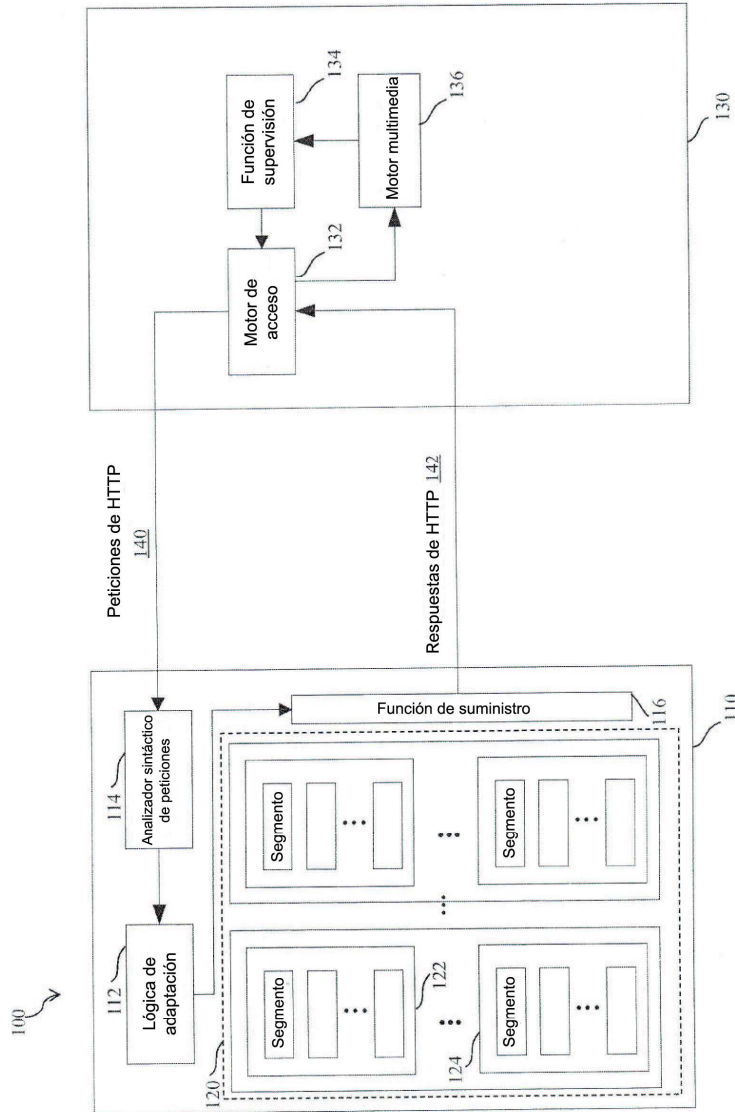 100
112
Lógica de
adaptación
114
Analizador sintáctico
de peticiones
Peticiones de HTTP
140
Motor de
acceso
132
Función de
supervisión
134
Motor multimedia
136
130
Respuestas de HTTP 142
Función de suministro
116
110
120
Segmento
122
Segmento
124
Segmento
Segmento